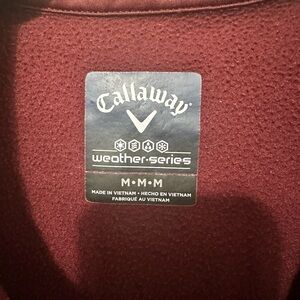 Callaway
weather•series
M•M•M
MADE IN VIETNAM • HECHO EN VIETNAM
FABRIQUÉ AU VIETNAM